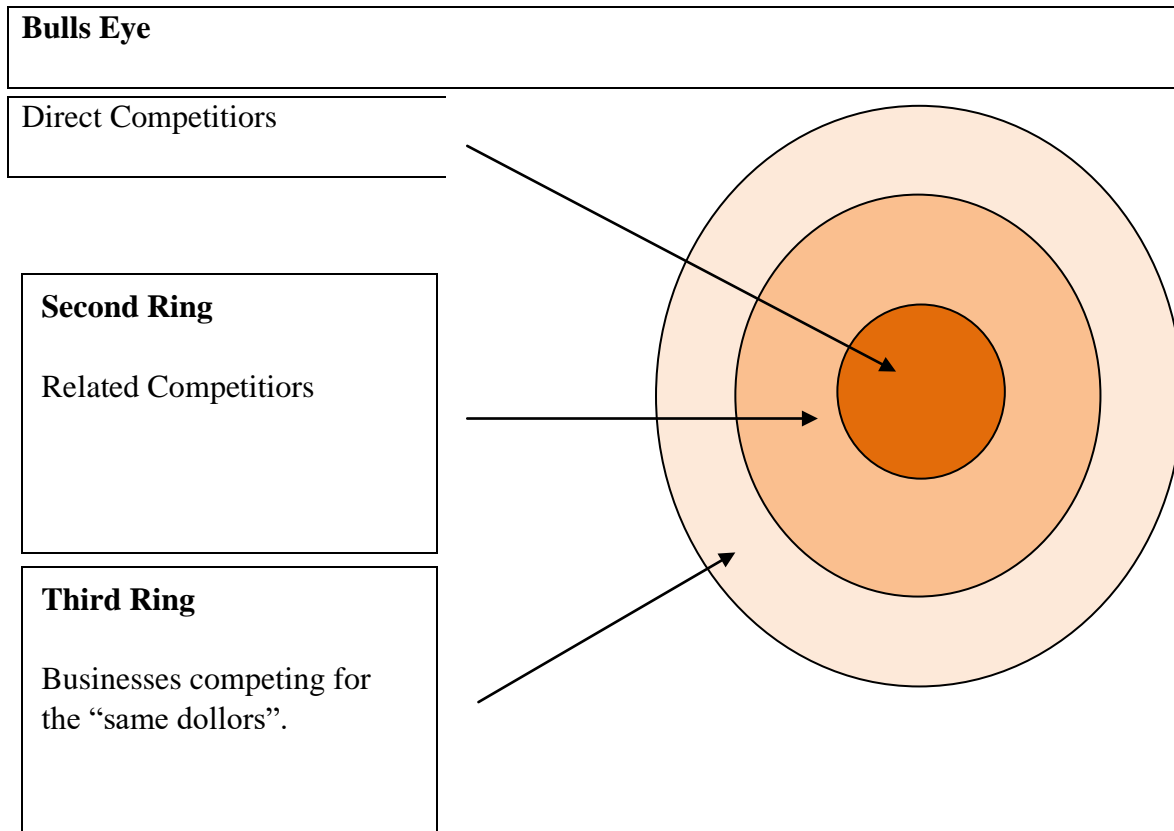 Bulls Eye
Direct Competitiors
Second Ring
Related Competitiors
Third Ring
Businesses competing for
the “same dollors”.